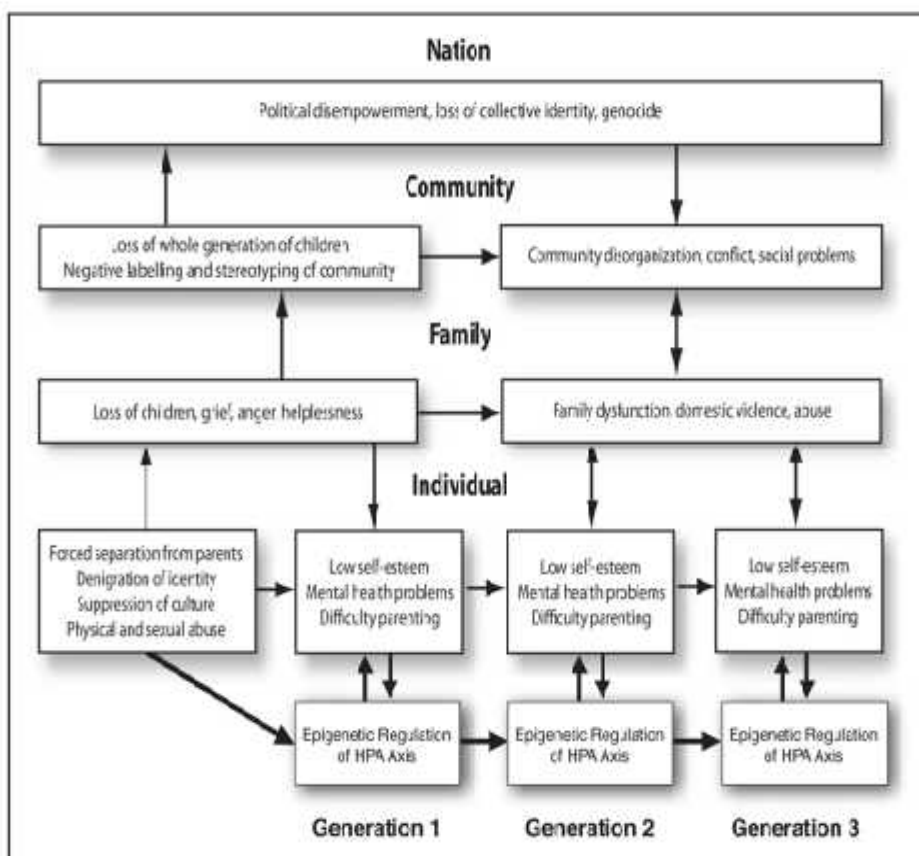 Nation
Political disempowerment, loss of collective identity, genocide
Community
Loss of whole generation of children
Negative labelling and stereotyping of community
Community disorganization, conflict, social problems
Family
Loss of children, grief, anger, helplessness
Family dysfunction, domestic violence, abuse
Individual
Forced separation from parents
Denigration of identity
Suppression of culture
Physical and sexual abuse
Low self-esteem
Mental health problems
Difficulty parenting
Low self-esteem
Mental health problems
Difficulty parenting
Low self-esteem
Mental health problems
Difficulty parenting
Epigenetic Regulation
of HPA Axis
Epigenetic Regulation
of HPA Axis
Epigenetic Regulation
of HPA Axis
Generation 1
Generation 2
Generation 3